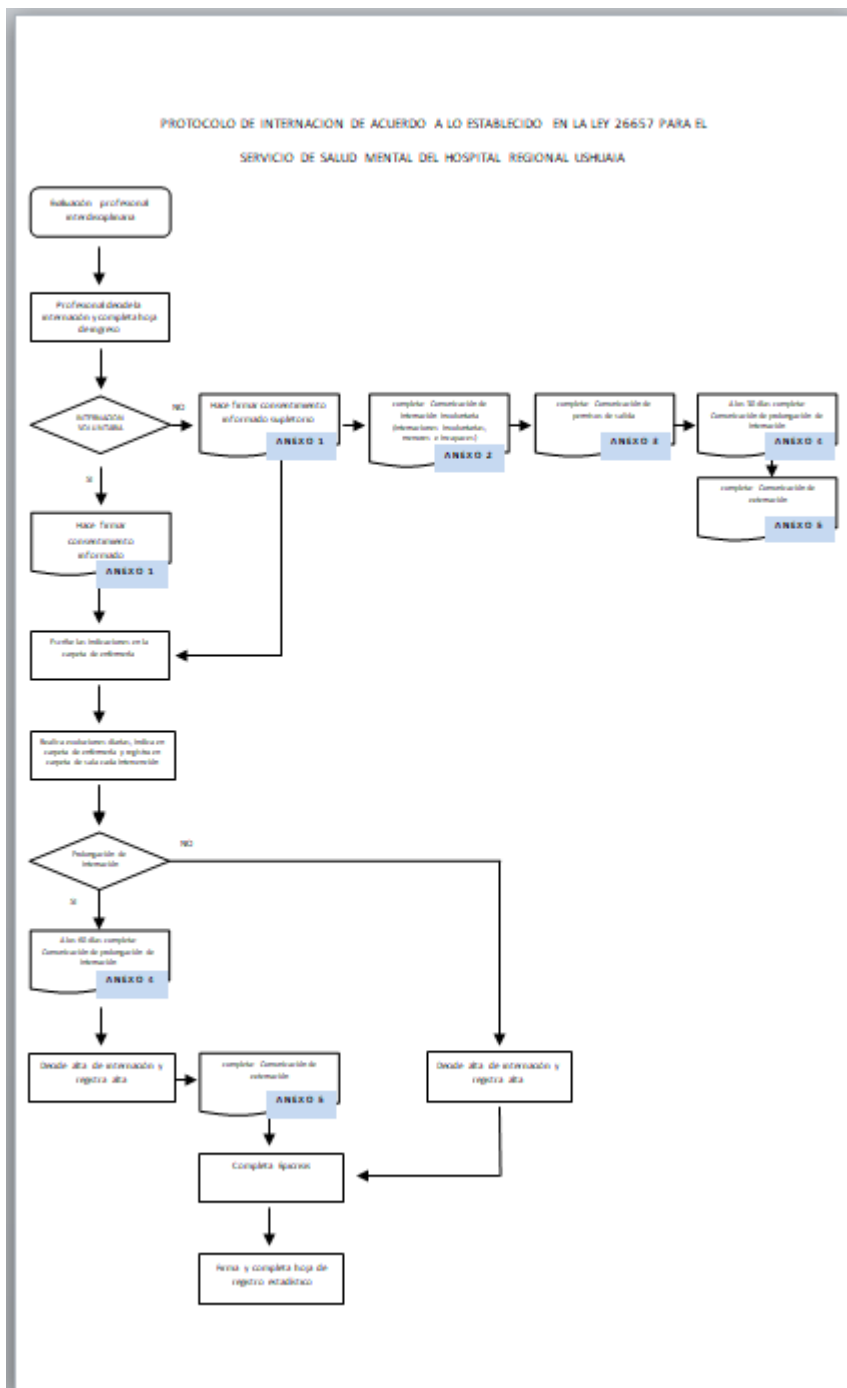 PROTOCOLO DE INTERNACION DE ACUERDO A LO ESTABLECIDO EN LA LEY 26657 PARA EL
SERVICIO DE SALUD MENTAL DEL HOSPITAL REGIONAL USHUAIA
Evaluación profesional
interdisciplinaria
Profesional decide la
internación y completa hoja
de ingreso
INTERNACION
VOLUNTARIA
NO
Hace firmar consentimiento
informado supletorio
ANEXO 1
completar Comunicación de
internación involuntaria
(internaciones involuntarias,
menores e incapaces)
ANEXO 2
completar Comunicación de
permisos de salida
ANEXO 3
A los 30 días completar
Comunicación de prolongación de
internación
ANEXO 4
completar Comunicación de
externación
ANEXO 5
SI
Hace firmar
consentimiento
informado
ANEXO 1
Escribe las indicaciones en la
carpeta de enfermería
Realiza evoluciones diarias, indica en
carpeta de enfermería y registra en
carpeta de sala cada intervención
Prolongación de
internación
NO
SI
A los 60 días completar
Comunicación de prolongación de
internación
ANEXO 4
Decide alta de internación y
registra alta
completar Comunicación de
externación
ANEXO 5
Decide alta de internación y
registra alta
Completa Epicrisis
Firma y completa hoja de
registro estadístico